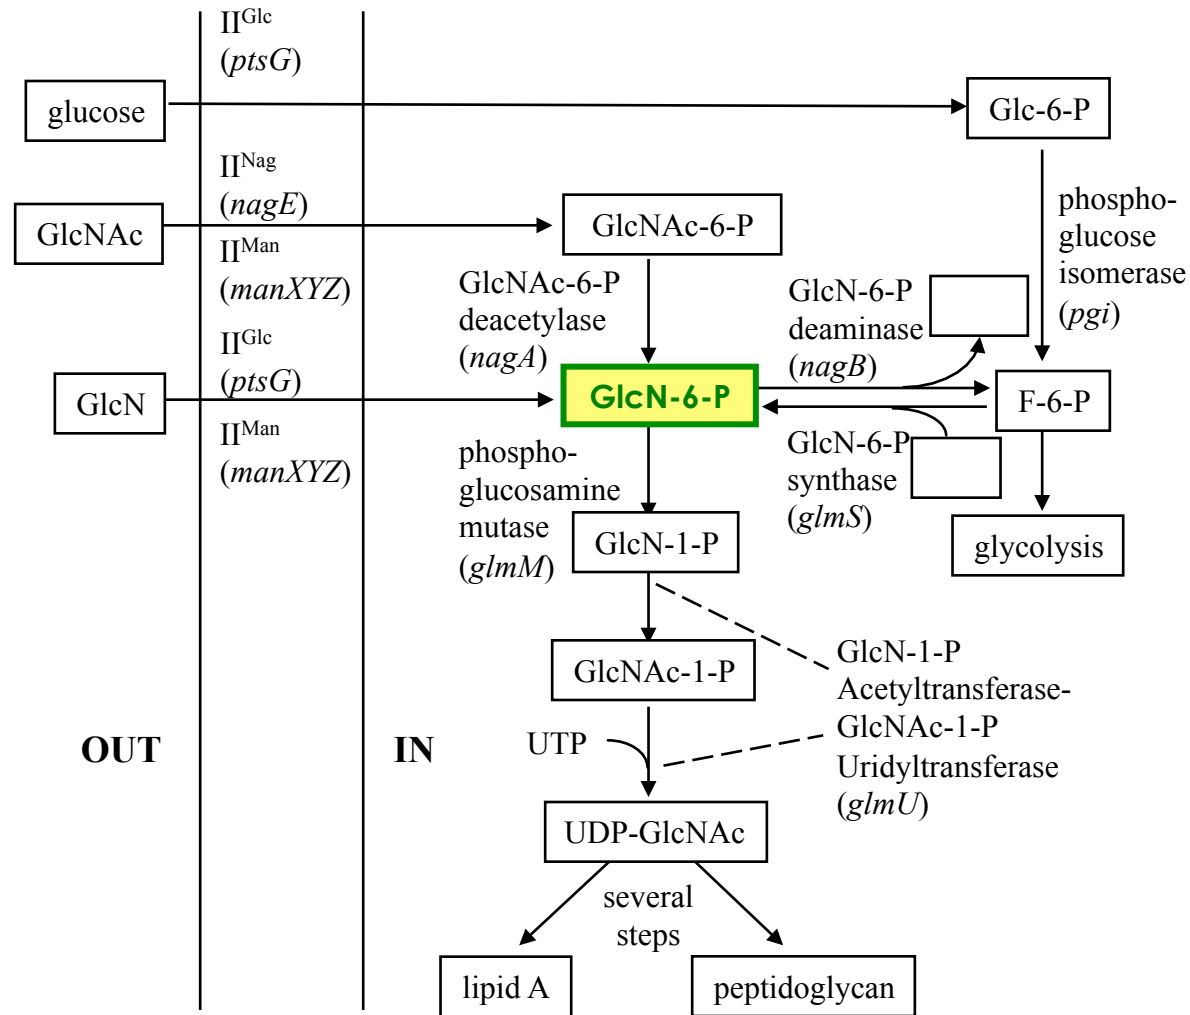 II^Glc
(ptsG)
glucose
Glc-6-P
II^Nag
(nagE)
GlcNAc
GlcNAc-6-P
II^Man
(manXYZ)
phospho-
glucose
isomerase
(pgi)
GlcNAc-6-P
deacetylase
(nagA)
GlcN-6-P
deaminase
(nagB)
II^Glc
(ptsG)
GlcN
GlcN-6-P
F-6-P
II^Man
(manXYZ)
phospho-
glucosamine
mutase
(glmM)
GlcN-6-P
synthase
(glmS)
GlcN-1-P
glycolysis
GlcNAc-1-P
GlcN-1-P
Acetyltransferase-
GlcNAc-1-P
Uridyltransferase
(glmU)
OUT
IN
UTP
UDP-GlcNAc
several
steps
lipid A
peptidoglycan